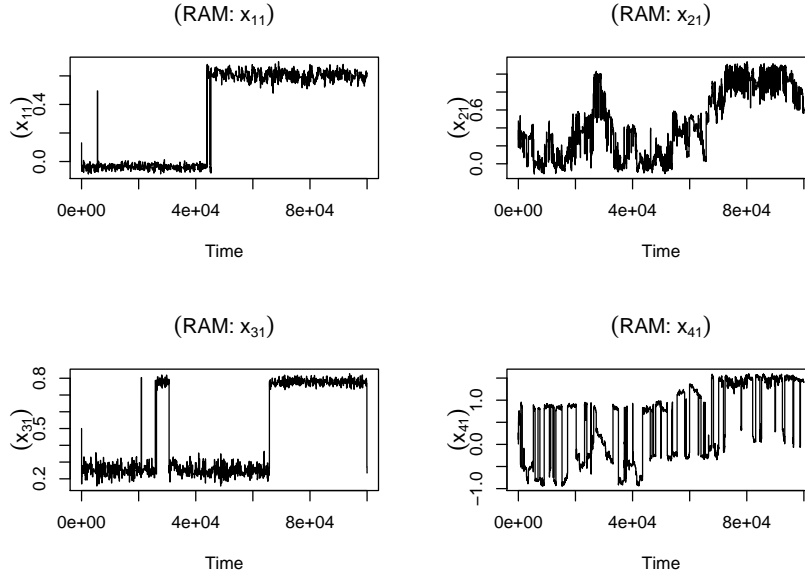 (RAM: x₁₁)
(x₁₁)
0.0 0.4
0e+00 4e+04 8e+04
Time
(RAM: x₂₁)
(x₂₁)
0.0 0.6
0e+00 4e+04 8e+04
Time
(RAM: x₃₁)
(x₃₁)
0.2 0.5 0.8
0e+00 4e+04 8e+04
Time
(RAM: x₄₁)
(x₄₁)
−1.0 0.0 1.0
0e+00 4e+04 8e+04
Time